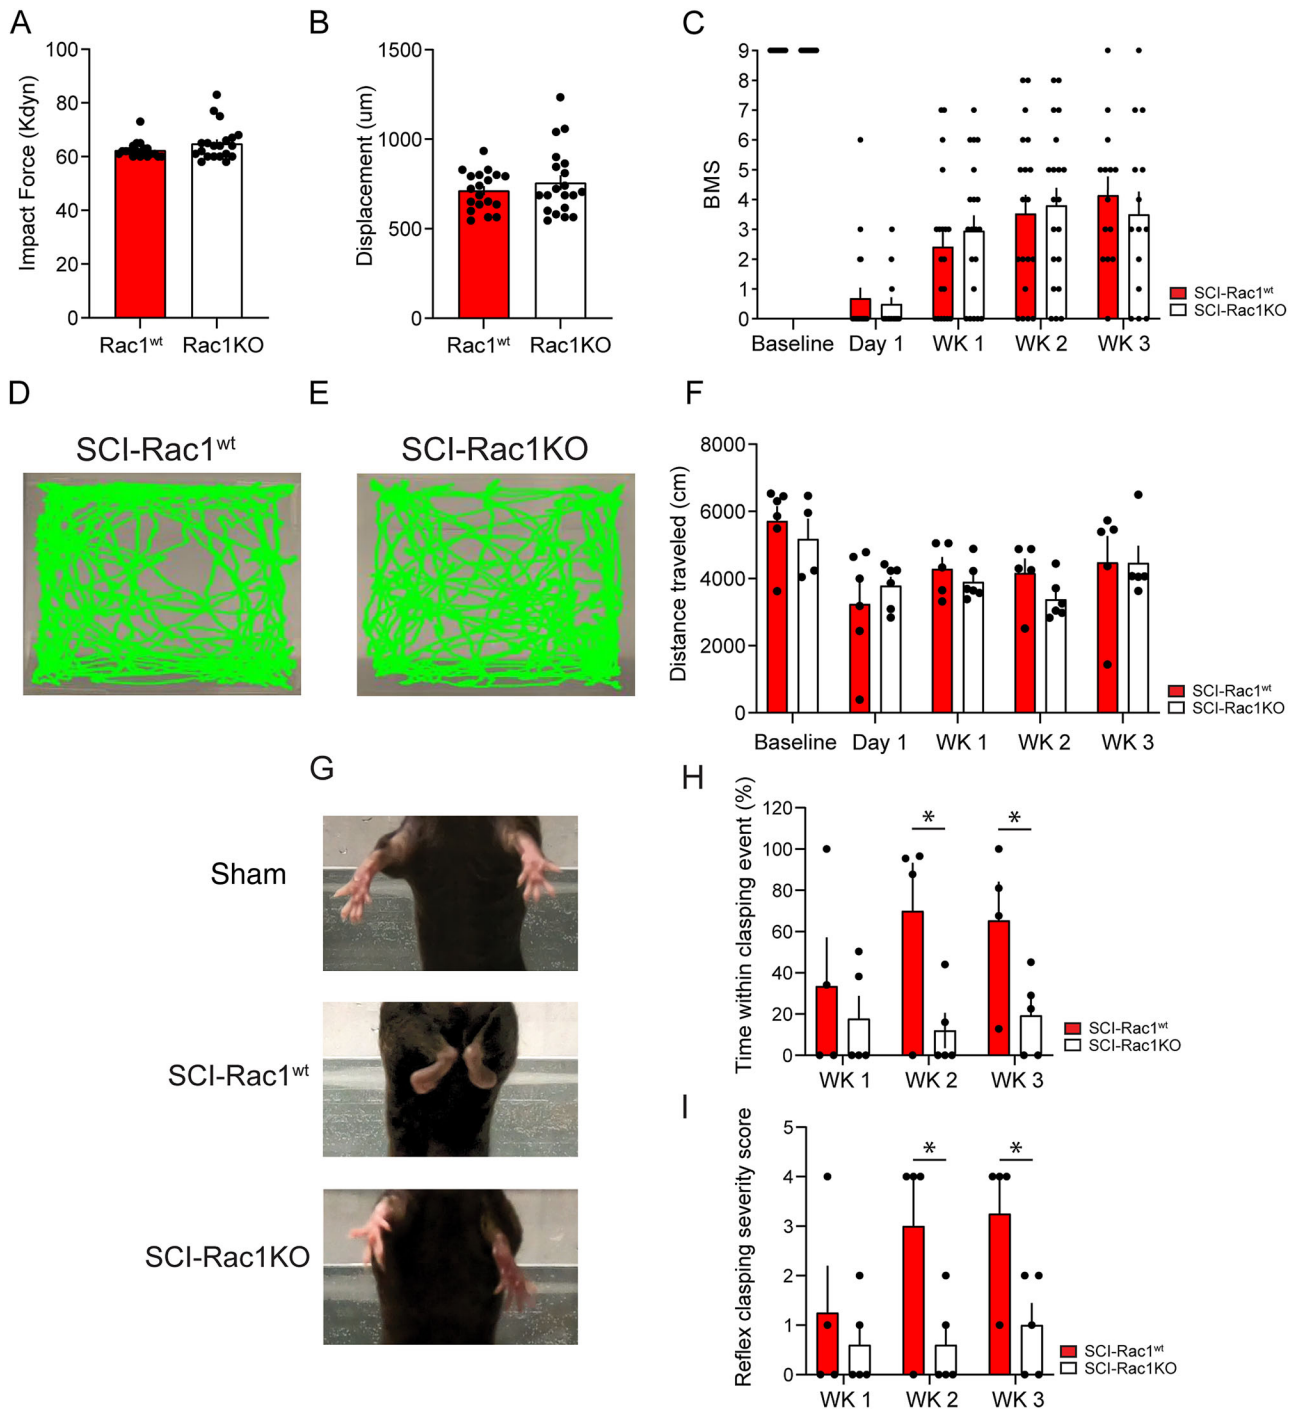 A
Impact Force (Kdyn)
100
80
60
40
20
0
Rac1wt
Rac1KO
B
Displacement (um)
1500
1000
500
0
Rac1wt
Rac1KO
C
BMS
9
8
7
6
5
4
3
2
1
0
Baseline
Day 1
WK 1
WK 2
WK 3
SCI-Rac1wt
SCI-Rac1KO
D
SCI-Rac1wt
E
SCI-Rac1KO
F
Distance traveled (cm)
8000
6000
4000
2000
0
Baseline
Day 1
WK 1
WK 2
WK 3
SCI-Rac1wt
SCI-Rac1KO
G
Sham
SCI-Rac1wt
SCI-Rac1KO
H
Time within clasping event (%)
120
100
80
60
40
20
0
*
*
WK 1
WK 2
WK 3
SCI-Rac1wt
SCI-Rac1KO
I
Reflex clasping severity score
5
4
3
2
1
0
*
*
WK 1
WK 2
WK 3
SCI-Rac1wt
SCI-Rac1KO